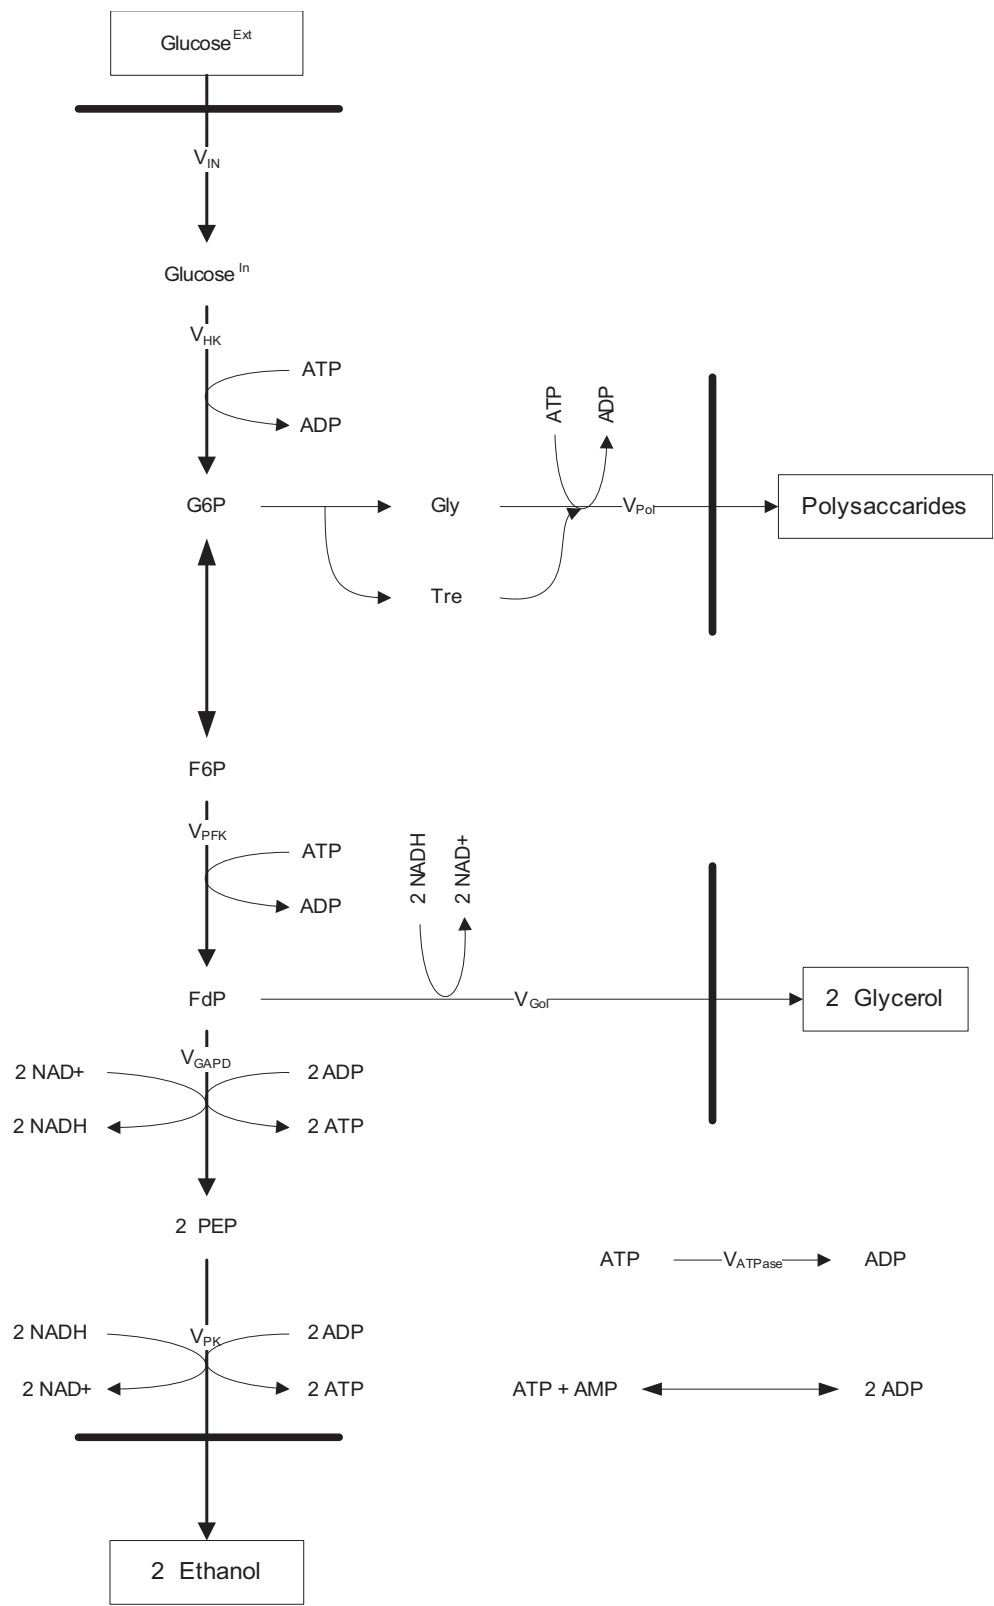 Glucose Ext
V IN
Glucose In
V HK
ATP
ADP
ATP
ADP
G6P
Gly
V Pol
Polysaccarides
Tre
F6P
V PFK
ATP
ADP
2 NADH
2 NAD+
FdP
V Gol
2 Glycerol
V GAPD
2 NAD+
2 ADP
2 NADH
2 ATP
2 PEP
ATP
V ATPase
ADP
2 NADH
V PK
2 ADP
2 NAD+
2 ATP
ATP + AMP
2 ADP
2 Ethanol